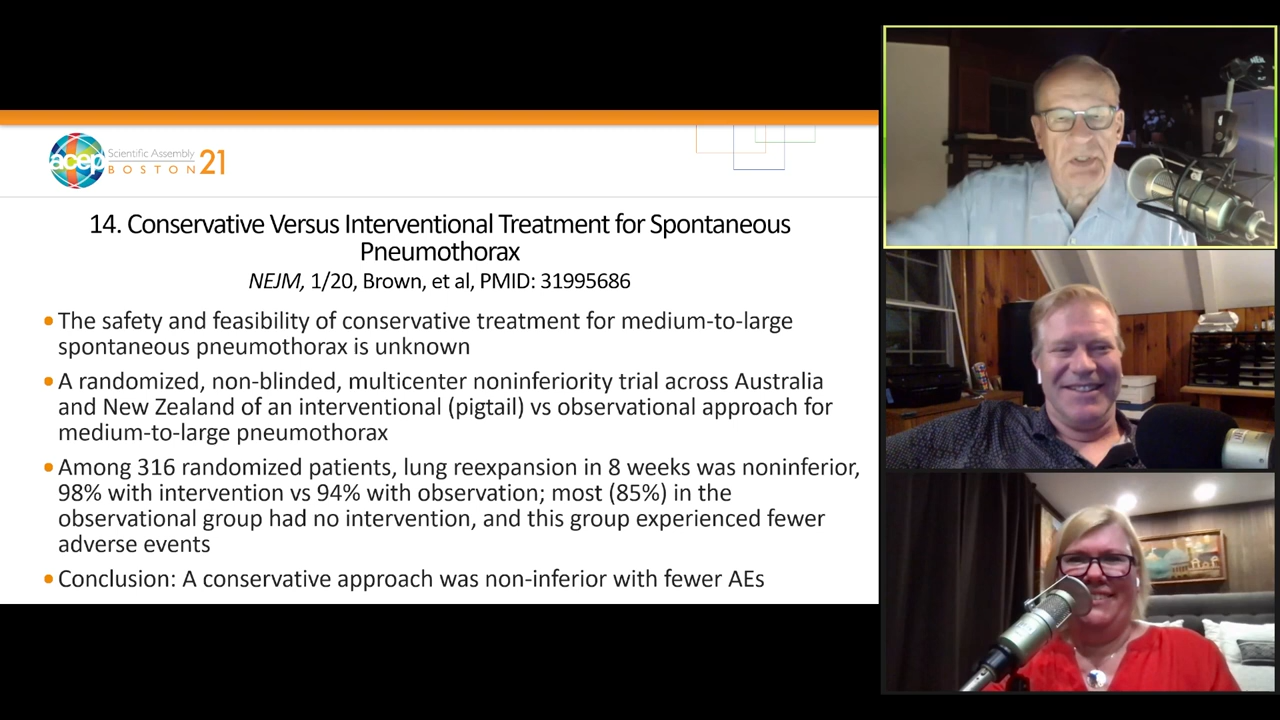 acep Scientific Assembly
BOSTON 21
14. Conservative Versus Interventional Treatment for Spontaneous
Pneumothorax
NEJM, 1/20, Brown, et al, PMID: 31995686
• The safety and feasibility of conservative treatment for medium-to-large
spontaneous pneumothorax is unknown
• A randomized, non-blinded, multicenter noninferiority trial across Australia
and New Zealand of an interventional (pigtail) vs observational approach for
medium-to-large pneumothorax
• Among 316 randomized patients, lung reexpansion in 8 weeks was noninferior,
98% with intervention vs 94% with observation; most (85%) in the
observational group had no intervention, and this group experienced fewer
adverse events
• Conclusion: A conservative approach was non-inferior with fewer AEs